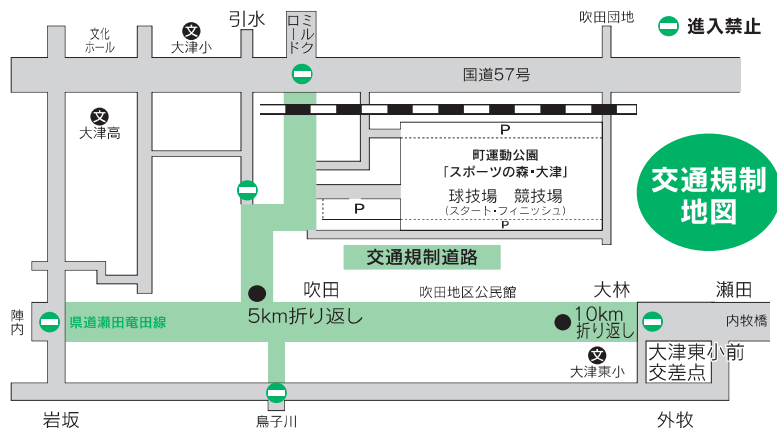 引水
ミルク
ロード
吹田団地
進入禁止
文化
ホール
文
大津小
国道57号
文
大津高
P
町運動公園
「スポーツの森・大津」
球技場 競技場
(スタート・フィニッシュ)
P
P
交通規制
地図
交通規制道路
吹田
吹田地区公民館
大林
瀬田
陣内
県道瀬田竜田線
5km折り返し
10km
折り返し
内牧橋
文
大津東小
大津東小前
交差点
岩坂
鳥子川
外牧